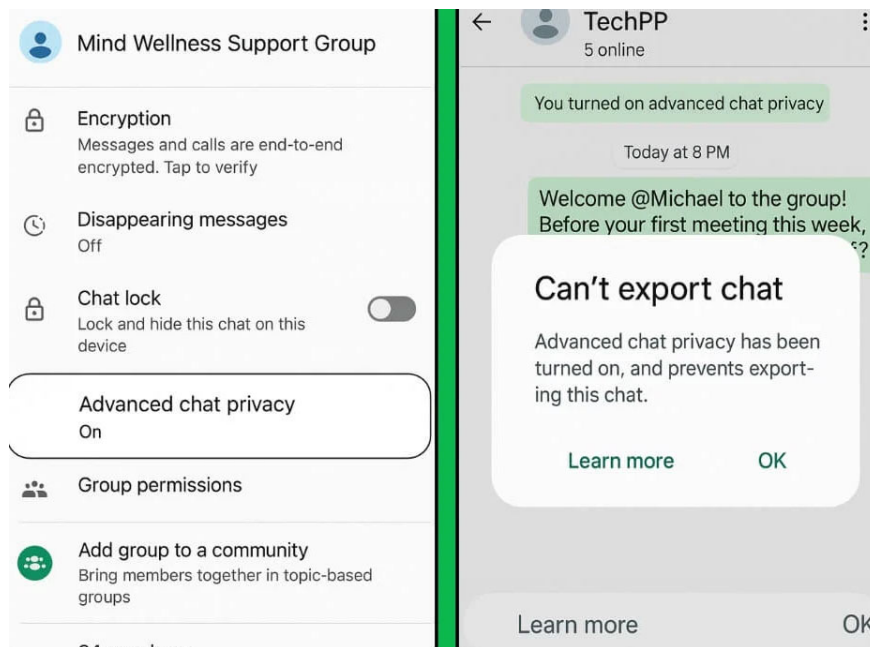 Mind Wellness Support Group
Encryption
Messages and calls are end-to-end
encrypted. Tap to verify
Disappearing messages
Off
Chat lock
Lock and hide this chat on this
device
Advanced chat privacy
On
Group permissions
Add group to a community
Bring members together in topic-based
groups
TechPP
5 online
You turned on advanced chat privacy
Today at 8 PM
Welcome @Michael to the group!
Before your first meeting this week,
?
Can't export chat
Advanced chat privacy has been
turned on, and prevents export-
ing this chat.
Learn more OK
Learn more OK